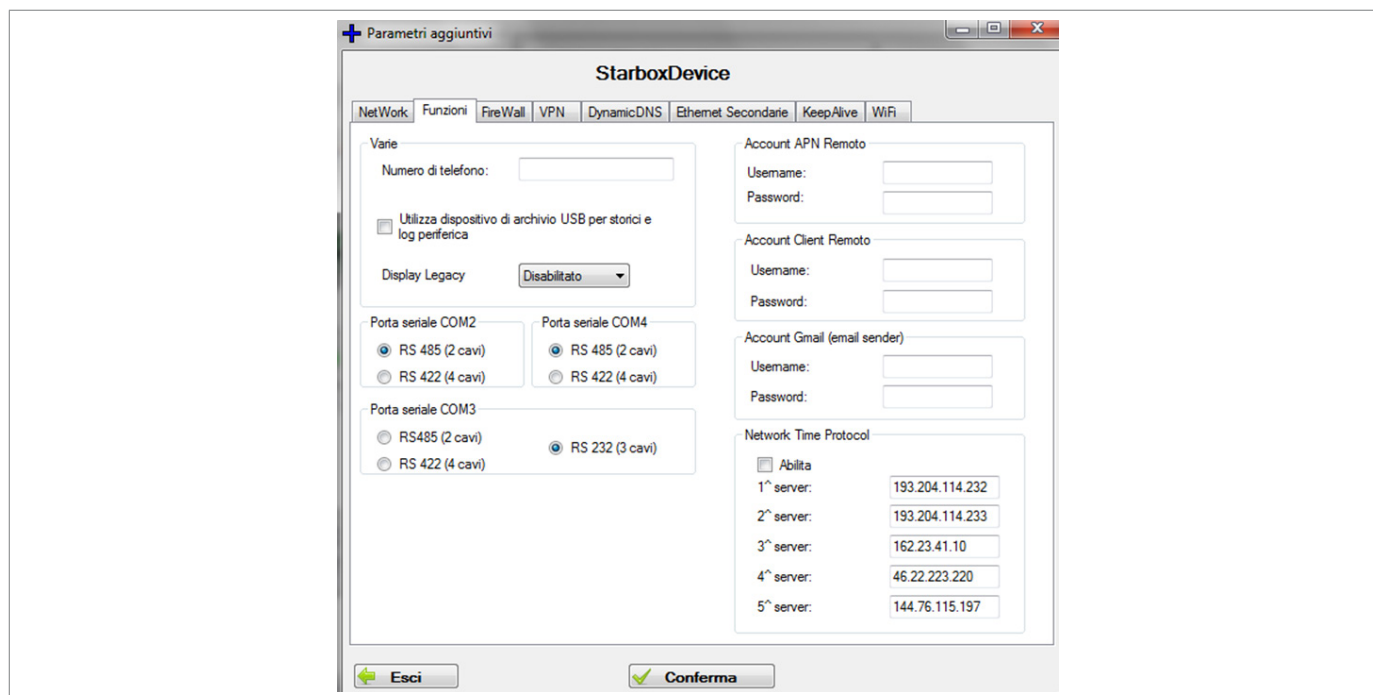 Parametri aggiuntivi
StarboxDevice
NetWork Funzioni FireWall VPN DynamicDNS Ethernet Secondarie KeepAlive WiFi
Varie
Numero di telefono:
Utilizza dispositivo di archivio USB per storici e
log periferica
Display Legacy Disabilitato
Porta seriale COM2
RS 485 (2 cavi)
RS 422 (4 cavi)
Porta seriale COM4
RS 485 (2 cavi)
RS 422 (4 cavi)
Porta seriale COM3
RS485 (2 cavi)
RS 422 (4 cavi)
RS 232 (3 cavi)
Account APN Remoto
Username:
Password:
Account Client Remoto
Username:
Password:
Account Gmail (email sender)
Username:
Password:
Network Time Protocol
Abilita
1^ server: 193.204.114.232
2^ server: 193.204.114.233
3^ server: 162.23.41.10
4^ server: 46.22.223.220
5^ server: 144.76.115.197
Esci Conferma